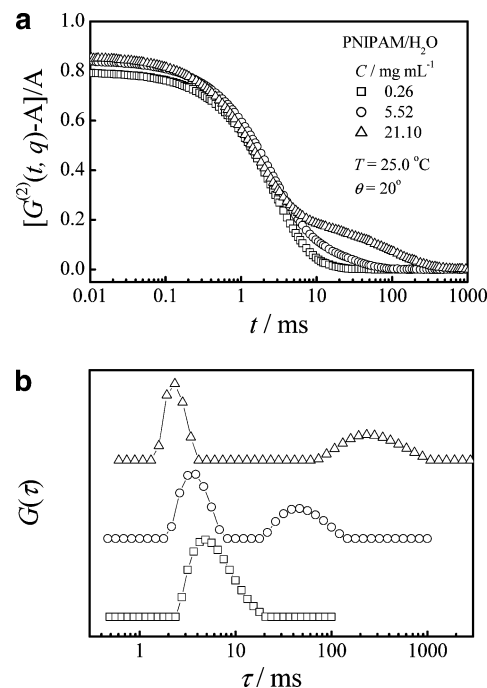 a
[G⁽²⁾(t, q)-A]/A
1.0
0.8
0.6
0.4
0.2
0.0
PNIPAM/H₂O
C / mg mL⁻¹
0.26
5.52
21.10
T = 25.0 °C
θ = 20°
0.01 0.1 1 10 100 1000
t / ms
b
G(τ)
1 10 100 1000
τ / ms